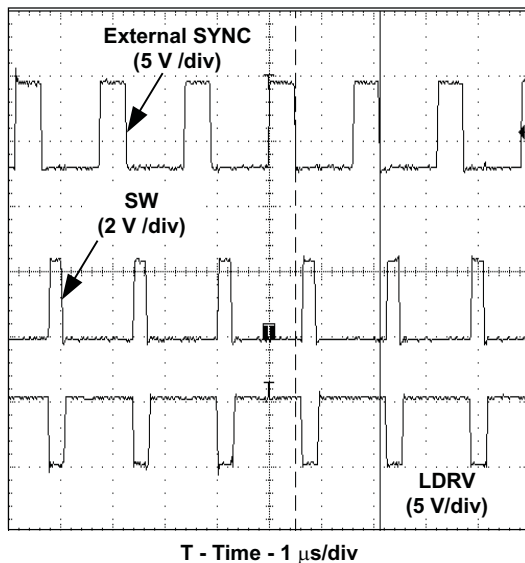 External SYNC
(5 V /div)
SW
(2 V /div)
T
T
T
LDRV
(5 V/div)
T - Time - 1 μs/div